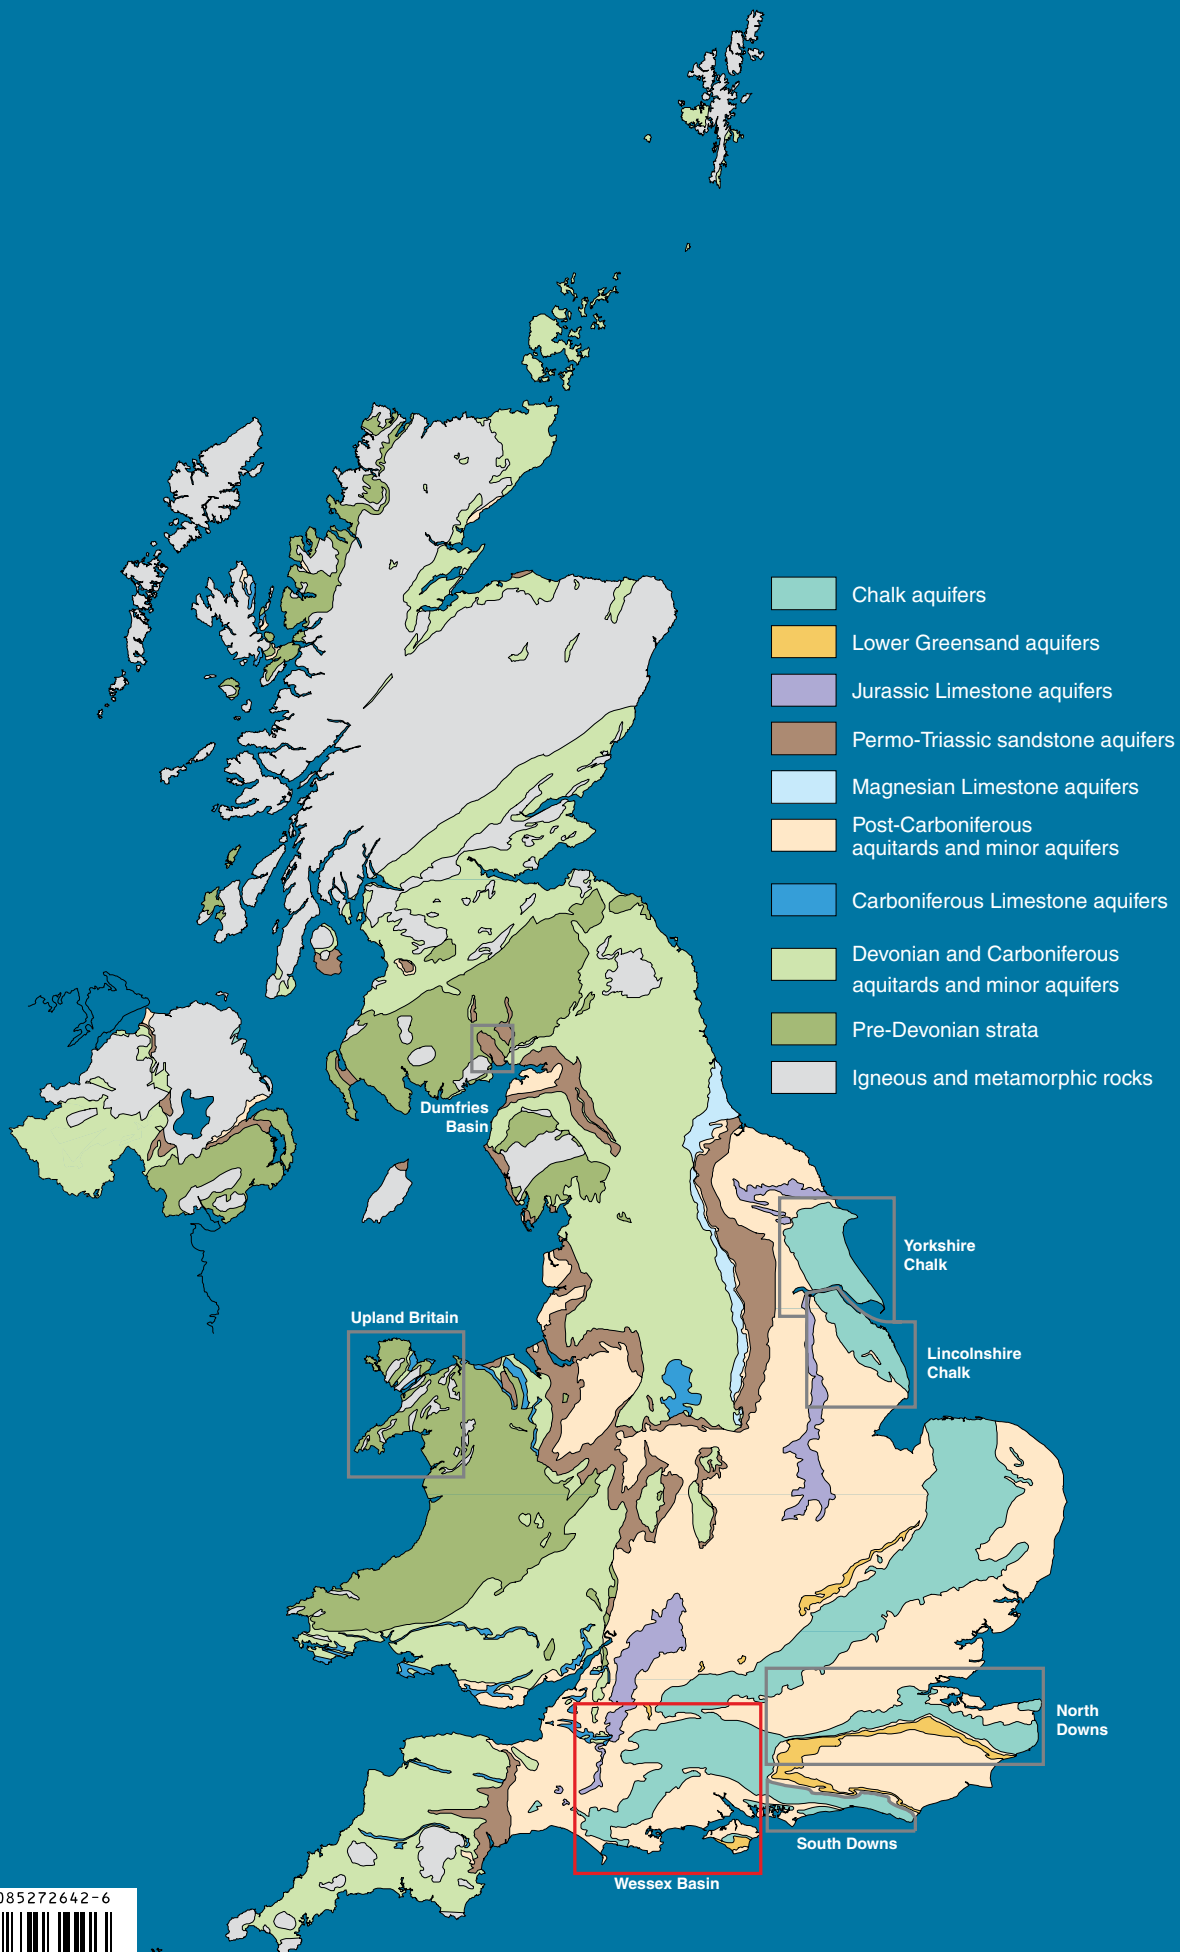 Chalk aquifers
Lower Greensand aquifers
Jurassic Limestone aquifers
Permo-Triassic sandstone aquifers
Magnesian Limestone aquifers
Post-Carboniferous
aquitards and minor aquifers
Carboniferous Limestone aquifers
Devonian and Carboniferous
aquitards and minor aquifers
Pre-Devonian strata
Igneous and metamorphic rocks
Dumfries
Basin
Yorkshire
Chalk
Upland Britain
Lincolnshire
Chalk
North
Downs
South Downs
Wessex Basin
085272642-6